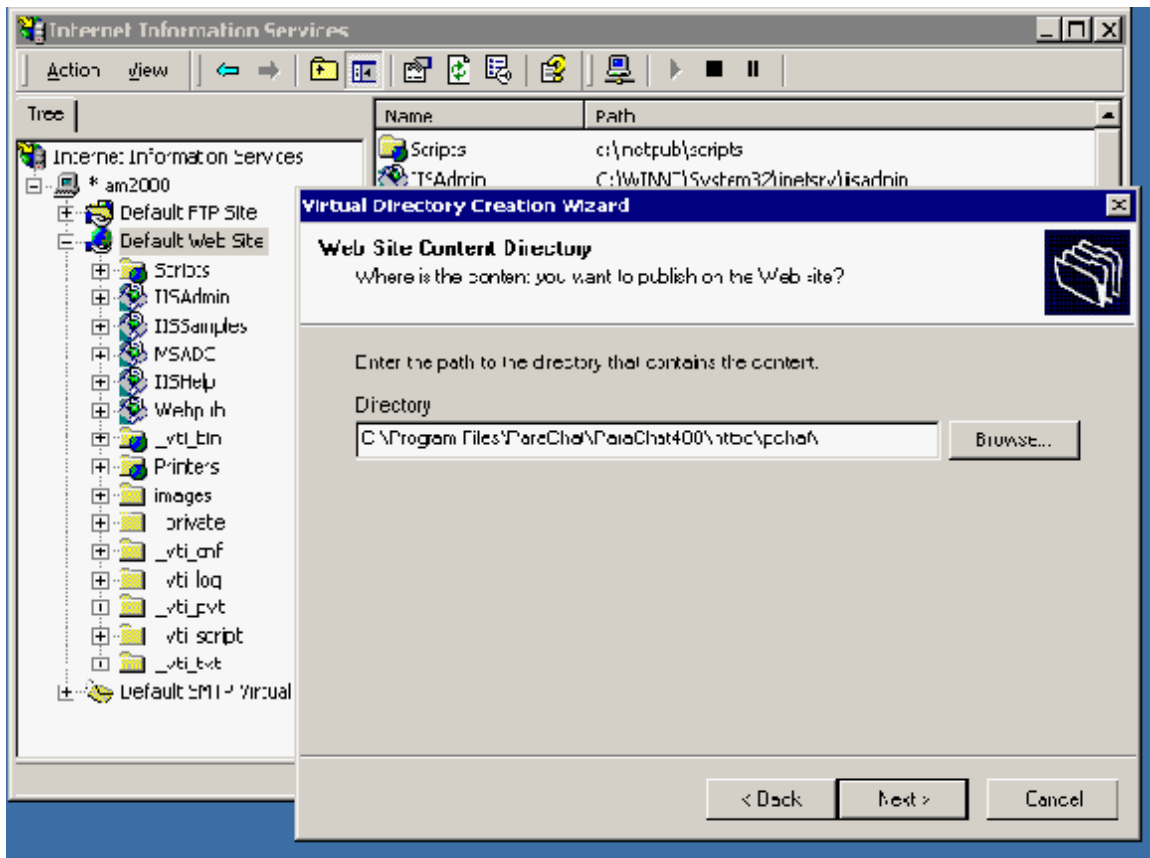 Internet Information Services
Action View
Tree
Name Path
Internet Information Services
Scripts c:\inetpub\scripts
IISAdmin C:\WINNT\System32\inetsrv\iisadmin
* am2000
Default FTP Site
Default Web Site
Scripts
IISAdmin
IISSamples
MSADC
IISHelp
Webpub
_vti_bin
Printers
images
_private
_vti_cnf
_vti_log
_vti_pvt
_vti_script
_vti_txt
Default SMTP Virtual
Virtual Directory Creation Wizard
Web Site Content Directory
Where is the content you want to publish on the Web site?
Enter the path to the directory that contains the content.
Directory
C:\Program Files\ParaChat\ParaChat400\htdoc\pchat\
Browse...
< Back Next > Cancel